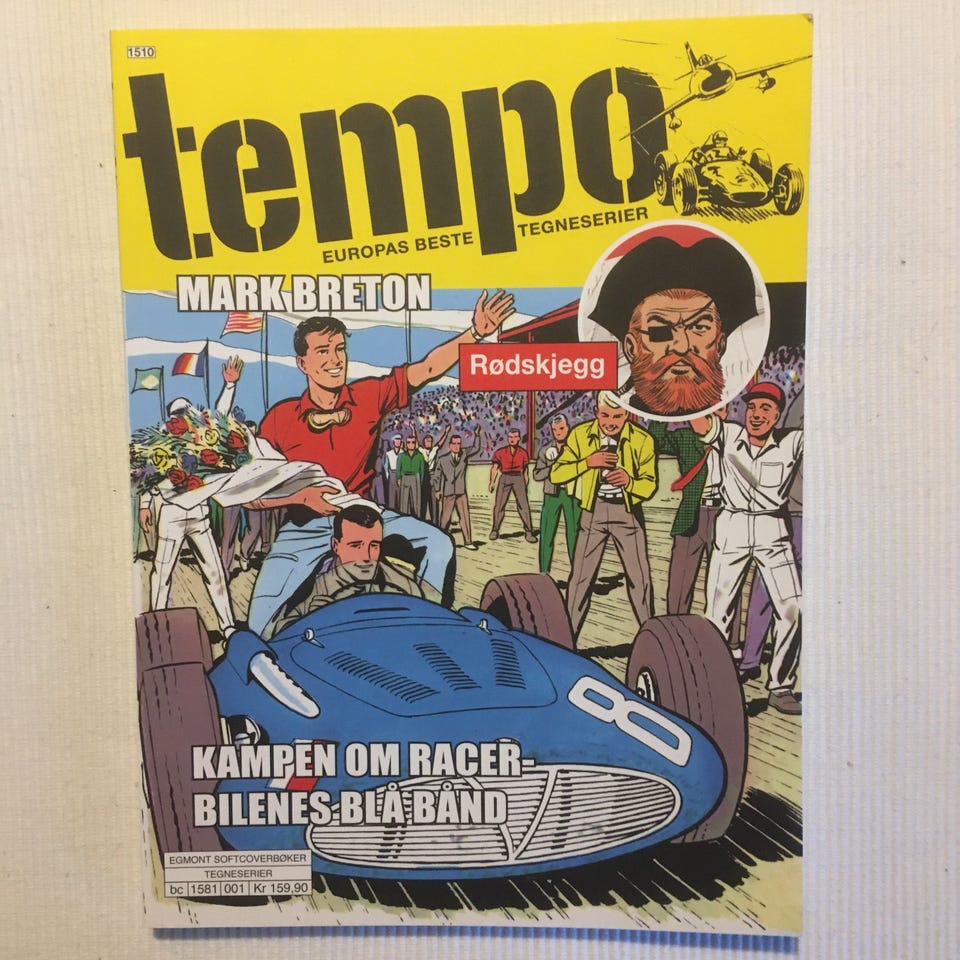 1510
tempo
EUROPAS BESTE TEGNESERIER
MARK BRETON
Rødskjegg
8
KAMPEN OM RACER-
BILENES BLÅ BÅND
EGMONT SOFTCOVERBØKER
TEGNESERIER
bc 1581 001 Kr 159,90